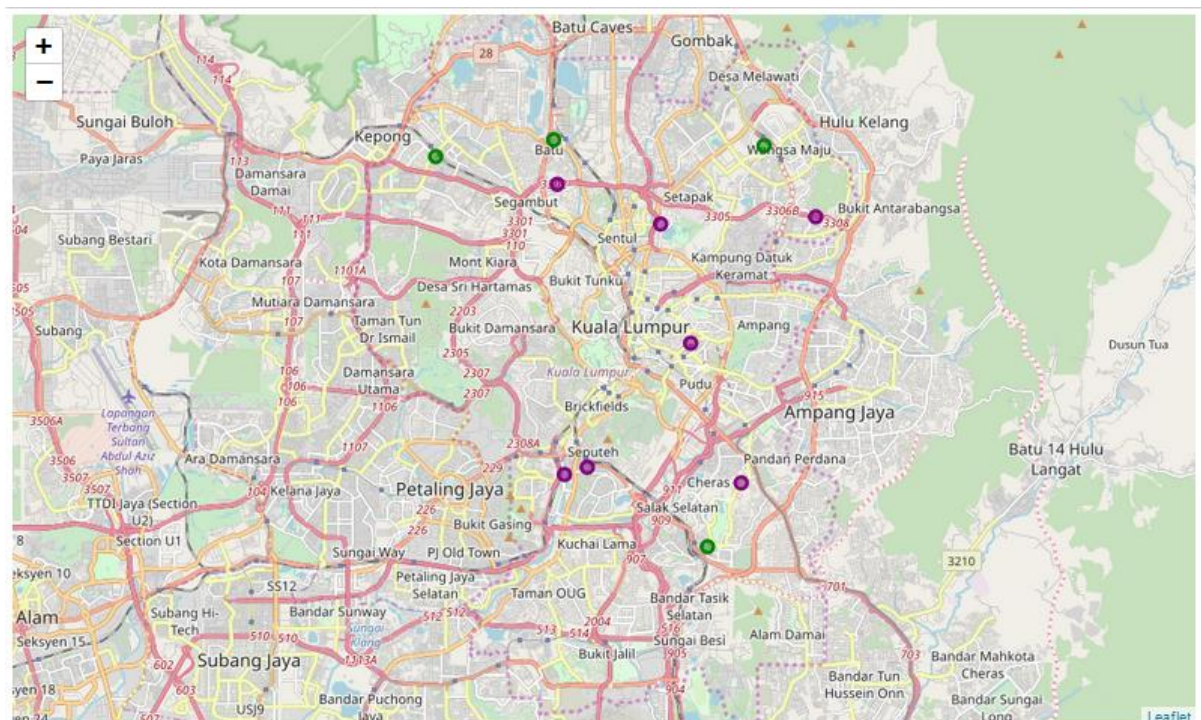 Batu Caves
Gombak
+
28
114
−
114
Desa Melawati
Sungai Buloh
Hulu Kelang
Kepong
Batu
Wangsa Maju
Paya Jaras
113
Damansara
Damai
Segambut
Setapak
111
111
3301
3305
3306B
Bukit Antarabangsa
3308
111
3301
Subang Bestari
Sentul
110
Kota Damansara
Mont Kiara
Kampung Datuk
Keramat
1101A
107
Desa Sri Hartamas
Bukit Tunku
Mutiara Damansara
2203
107
Taman Tun
Dr Ismail
Bukit Damansara
Kuala Lumpur
Ampang
Subang
Dusun Tua
2305
106
Damansara
Utama
2307
Kuala Lumpur
Pudu
106
2307
915
1106
Brickfields
Ampang Jaya
3506A
Lapangan
Terbang
Sultan
Abdul Aziz
Shah
1107
2308A
Seputeh
Pandan Perdana
Batu 14 Hulu
Langat
3506
Ara Damansara
229
3507
3507
104
Kelana Jaya
Petaling Jaya
911
Cheras
TTDI Jaya (Section
U2)
226
226
Salak Selatan
909
Bukit Gasing
Section U1
Sungai Way
PJ Old Town
Kuchai Lama
907
3210
SS12
Petaling Jaya
Selatan
Taman OUG
701
Alam
Subang Hi-
Tech
Bandar Sunway
512
512
Bandar Tasik
Selatan
Seksyen 15
510
510
Sungai
Klang
513
514
2004
516
Sungai Besi
Alam Damai
602
Subang Jaya
1113A
Bukit Jalil
905
703
Bandar Mahkota
Cheras
603
904
Bandar Tun
Hussein Onn
USJ9
Bandar Puchong
Jaya
Bandar Sungai
Long
507
Leaflet